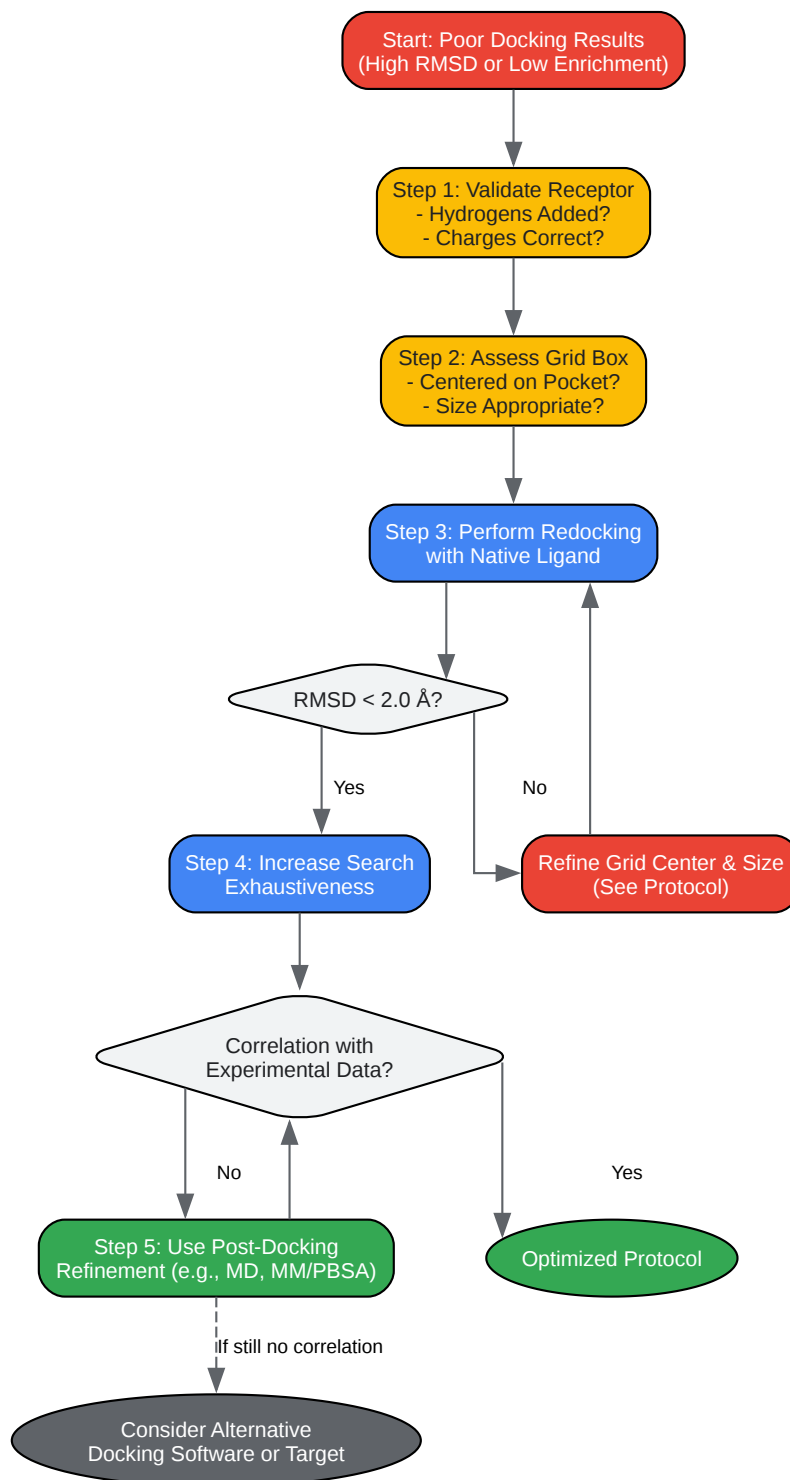 Start: Poor Docking Results
(High RMSD or Low Enrichment)
Step 1: Validate Receptor
- Hydrogens Added?
- Charges Correct?
Step 2: Assess Grid Box
- Centered on Pocket?
- Size Appropriate?
Step 3: Perform Redocking
with Native Ligand
RMSD < 2.0 Å?
Yes
No
Step 4: Increase Search
Exhaustiveness
Refine Grid Center & Size
(See Protocol)
Correlation with
Experimental Data?
No
Yes
Step 5: Use Post-Docking
Refinement (e.g., MD, MM/PBSA)
Optimized Protocol
If still no correlation
Consider Alternative
Docking Software or Target